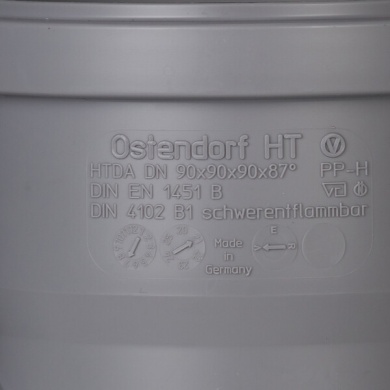 Ostendorf HT
HTDA DN 90x90x90x87° PP-H
DIN EN 1451 B
DIN 4102 B1 schwerentflammbar
Made
in
Germany
E
R